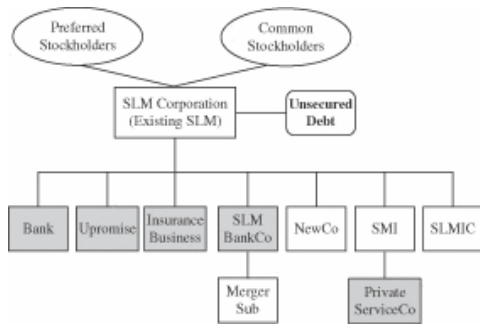 Preferred
Stockholders
Common
Stockholders
SLM Corporation
(Existing SLM)
Unsecured
Debt
Bank
Upromise
Insurance
Business
SLM
BankCo
NewCo
SMI
SLMIC
Merger
Sub
Private
ServiceCo